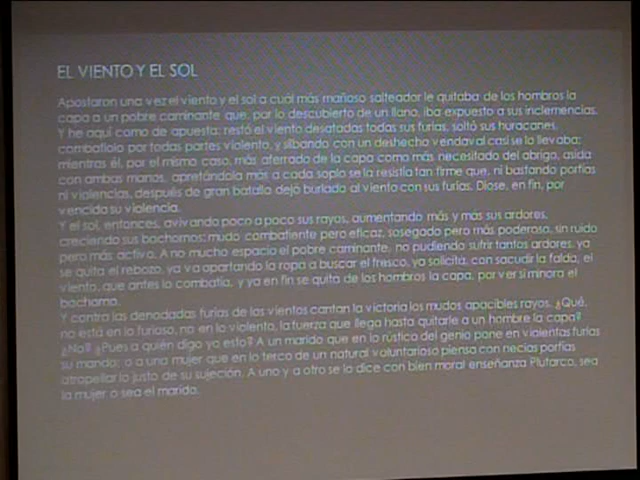 EL VIENTO Y EL SOL
Apostaron una vez el viento y el sol a cuál más mañoso salteador le quitaba de los hombros la
capa a un pobre caminante que, por lo descubierto de un llano, iba expuesto a sus inclemencias.
Y he aquí como de apuesta: restó el viento desatadas todas sus furias, soltó sus huracanes,
combatíalo por todas partes violento, y silbando con un deshecho vendaval casi se lo llevaba;
mientras él, por el mismo caso, más aferrado de la capa como más necesitado del abrigo, asida
con ambas manos, apretándola más a cada soplo se la resistía tan firme que, ni bastando porfías
ni violencias, después de gran batalla dejó burlado al viento con sus furias. Diose, en fin, por
vencida su violencia.
Y el sol, entonces, avivando poco a poco sus rayos, aumentando más y más sus ardores,
creciendo sus bochornos; mudo combatiente pero eficaz, sosegado pero más poderoso, sin ruido
pero más activo. A no mucho espacio el pobre caminante, no pudiendo sufrir tantos ardores, ya
se quita el rebozo, ya va apartando la ropa a buscar el fresco, ya solicita, con sacudir la falda, el
viento, que antes lo combatía, y ya en fin se quita de los hombros la capa, por ver si minora el
bochorno.
Y contra las denodadas furias de los vientos cantan la victoria los mudos apacibles rayos. ¿Qué,
no está en lo furioso, no en lo violento, la fuerza que llega hasta quitarle a un hombre la capa?
¿No? ¿Pues a quién digo yo esto? A un marido que en lo rústico del genio pone en violentas furias
su mando; o a una mujer que en lo terco de un natural voluntarioso piensa con necias porfías
atropellar lo justo de su sujeción. A uno y a otro se lo dice con bien moral enseñanza Plutarco, sea
la mujer o sea el marido.